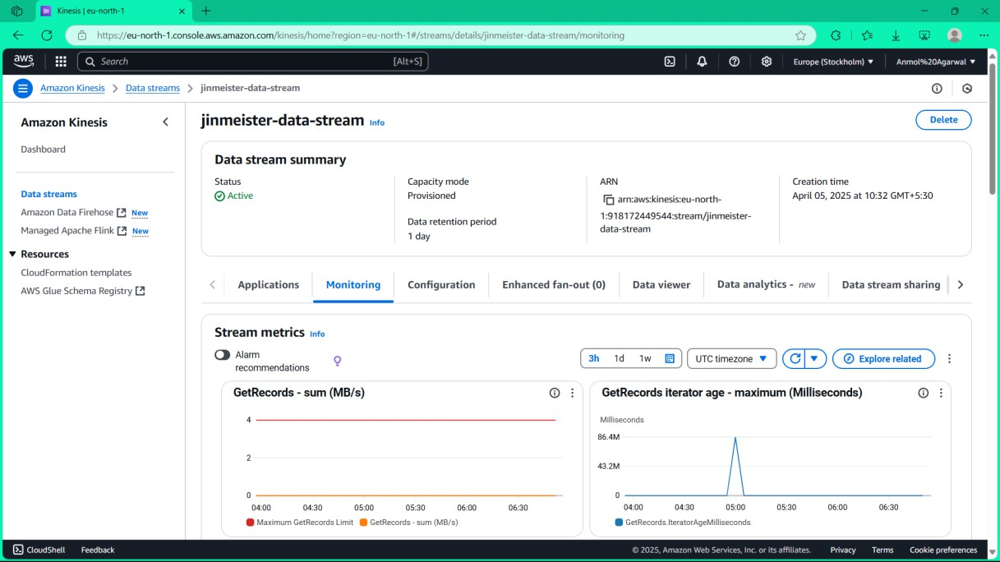 Kinesis | eu-north-1
https://eu-north-1.console.aws.amazon.com/kinesis/home?region=eu-north-1#/streams/details/jinmeister-data-stream/monitoring
aws
Search
[Alt+S]
Europe (Stockholm)
Anmol%20Agarwal
Amazon Kinesis
Data streams
jinmeister-data-stream
Amazon Kinesis
Dashboard
Data streams
Amazon Data Firehose New
Managed Apache Flink New
Resources
CloudFormation templates
AWS Glue Schema Registry
jinmeister-data-stream Info
Delete
Data stream summary
Status
Active
Capacity mode
Provisioned
Data retention period
1 day
ARN
arn:aws:kinesis:eu-north-
1:918172449544:stream/jinmeister-
data-stream
Creation time
April 05, 2025 at 10:32 GMT+5:30
Applications
Monitoring
Configuration
Enhanced fan-out (0)
Data viewer
Data analytics - new
Data stream sharing
Stream metrics Info
Alarm
recommendations
3h
1d
1w
UTC timezone
Explore related
GetRecords - sum (MB/s)
4
2
0
04:00 04:30 05:00 05:30 06:00 06:30
Maximum GetRecords Limit GetRecords - sum (MB/s)
GetRecords iterator age - maximum (Milliseconds)
Milliseconds
86.4M
43.2M
0
04:00 04:30 05:00 05:30 06:00 06:30
GetRecords.IteratorAgeMilliseconds
CloudShell
Feedback
© 2025, Amazon Web Services, Inc. or its affiliates.
Privacy
Terms
Cookie preferences